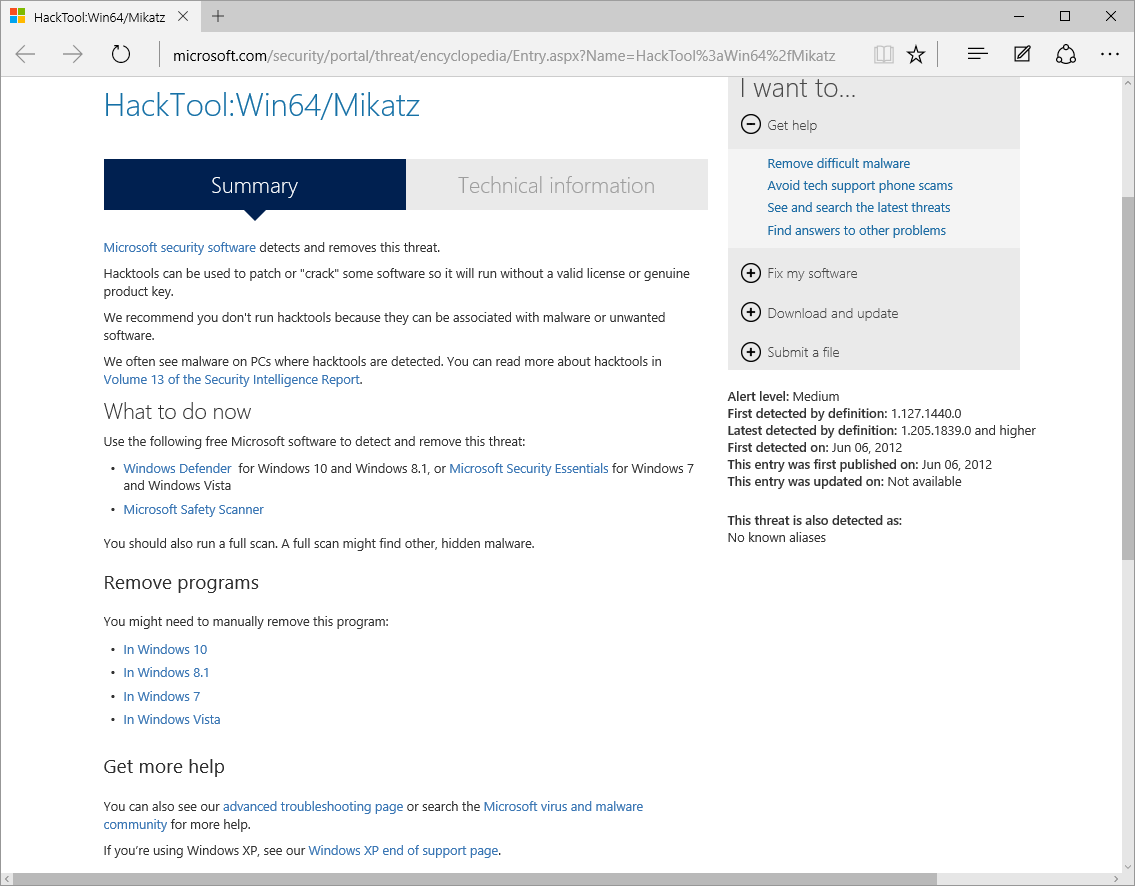 HackTool:Win64/Mikatz
microsoft.com/security/portal/threat/encyclopedia/Entry.aspx?Name=HackTool%3aWin64%2fMikatz
HackTool:Win64/Mikatz
Summary
Technical information
Microsoft security software detects and removes this threat.
Hacktools can be used to patch or "crack" some software so it will run without a valid license or genuine
product key.
We recommend you don't run hacktools because they can be associated with malware or unwanted
software.
We often see malware on PCs where hacktools are detected. You can read more about hacktools in
Volume 13 of the Security Intelligence Report.
What to do now
Use the following free Microsoft software to detect and remove this threat:
• Windows Defender for Windows 10 and Windows 8.1, or Microsoft Security Essentials for Windows 7
and Windows Vista
• Microsoft Safety Scanner
You should also run a full scan. A full scan might find other, hidden malware.
Remove programs
You might need to manually remove this program:
• In Windows 10
• In Windows 8.1
• In Windows 7
• In Windows Vista
Get more help
You can also see our advanced troubleshooting page or search the Microsoft virus and malware
community for more help.
If you're using Windows XP, see our Windows XP end of support page.
I want to...
Get help
Remove difficult malware
Avoid tech support phone scams
See and search the latest threats
Find answers to other problems
Fix my software
Download and update
Submit a file
Alert level: Medium
First detected by definition: 1.127.1440.0
Latest detected by definition: 1.205.1839.0 and higher
First detected on: Jun 06, 2012
This entry was first published on: Jun 06, 2012
This entry was updated on: Not available
This threat is also detected as:
No known aliases